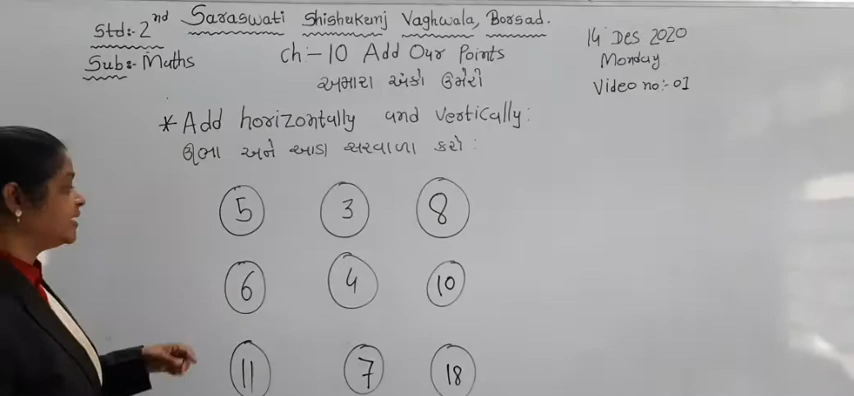 Std:- 2nd Saraswati Shishukunj Vaghwala, Borsad.
Sub:- Maths
Ch:- 10 Add Our Points
અમારા અંકો ઉમેરો
14 Des 2020
Monday
Video no:- 01
* Add horizontally and vertically:
ઊભા અને આડા સરવાળા કરો:
5 3 8
6 4 10
11 7 18